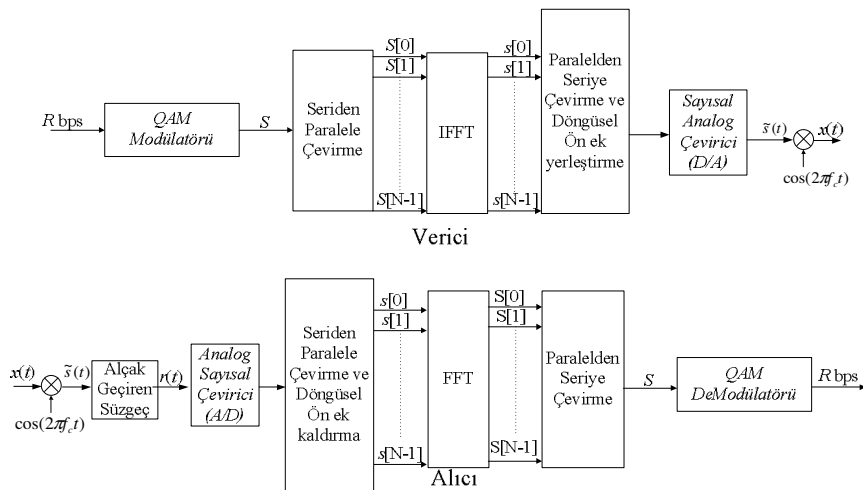 R bps
QAM
Modülatörü
S
Seriden
Paralele
Çevirme
S[0]
S[1]
S[N-1]
IFFT
s[0]
s[1]
s[N-1]
Paralelden
Seriye
Çevirme ve
Döngüsel
Ön ek
yerleştirme
Sayısal
Analog
Çevirici
(D/A)
s̃(t)
x(t)
cos(2πf_c t)
Verici
x(t)
cos(2πf_c t)
s̃(t)
Alçak
Geçiren
Süzgeç
r(t)
Analog
Sayısal
Çevirici
(A/D)
Seriden
Paralele
Çevirme ve
Döngüsel
Ön ek
kaldırma
s[0]
s[1]
s[N-1]
FFT
S[0]
S[1]
S[N-1]
Paralelden
Seriye
Çevirme
S
QAM
DeModülatörü
R bps
Alıcı